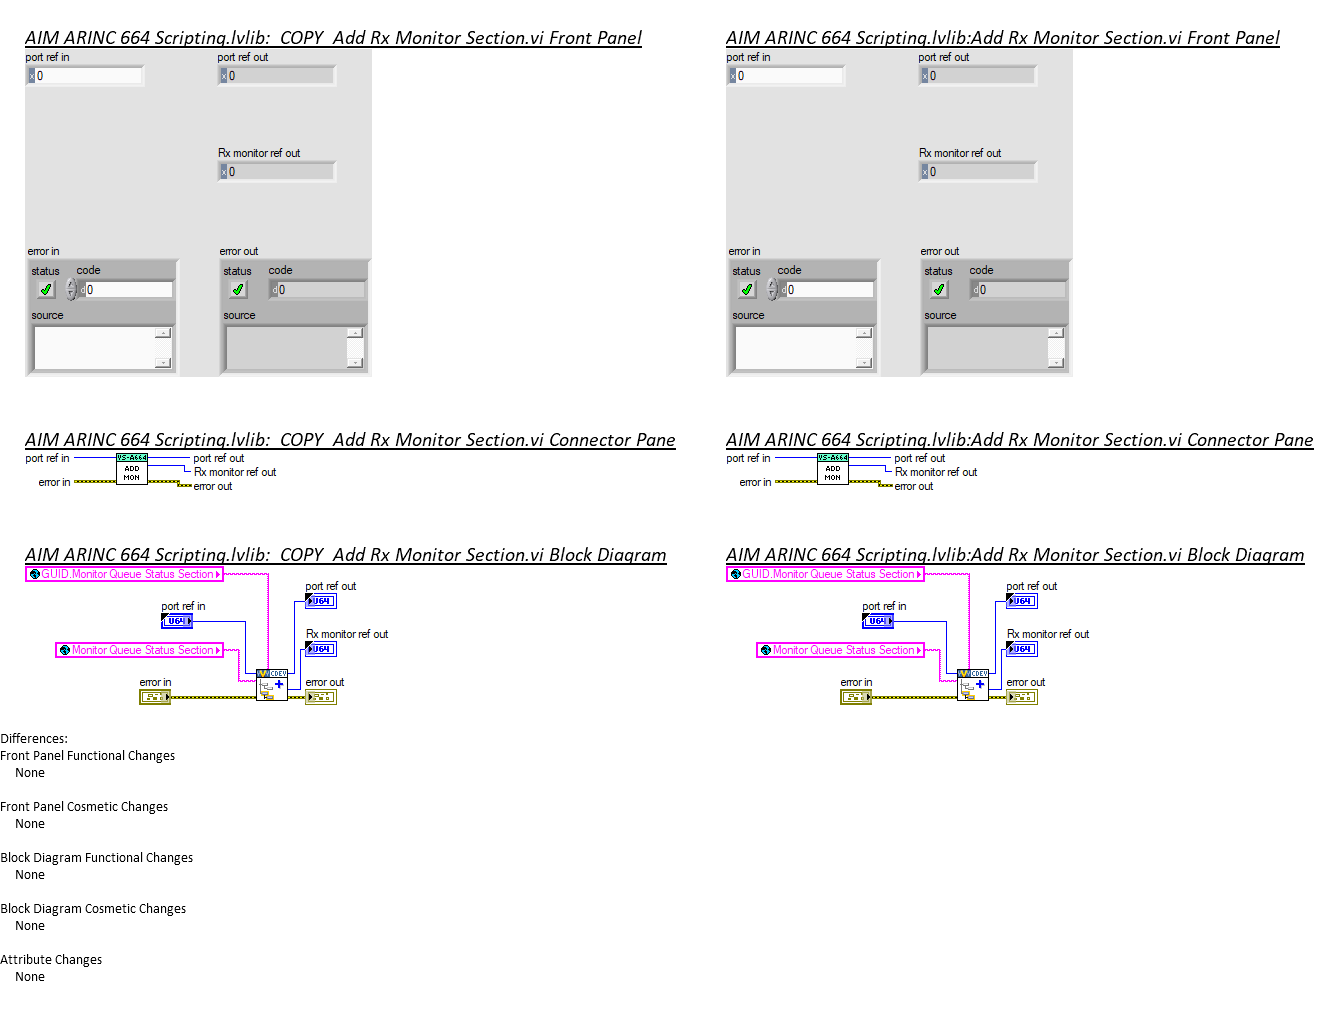 AIM ARINC 664 Scripting.lvlib:  COPY  Add Rx Monitor Section.vi Front Panel
port ref in
x 0
port ref out
x 0
Rx monitor ref out
x 0
error in
status
code
d 0
source
error out
status
code
d 0
source
AIM ARINC 664 Scripting.lvlib:Add Rx Monitor Section.vi Front Panel
port ref in
x 0
port ref out
x 0
Rx monitor ref out
x 0
error in
status
code
d 0
source
error out
status
code
d 0
source
AIM ARINC 664 Scripting.lvlib:  COPY  Add Rx Monitor Section.vi Connector Pane
port ref in
error in
VS-A664
ADD
MON
port ref out
Rx monitor ref out
error out
AIM ARINC 664 Scripting.lvlib:Add Rx Monitor Section.vi Connector Pane
port ref in
error in
VS-A664
ADD
MON
port ref out
Rx monitor ref out
error out
AIM ARINC 664 Scripting.lvlib:  COPY  Add Rx Monitor Section.vi Block Diagram
GUID.Monitor Queue Status Section
port ref out
U64
port ref in
U64
Rx monitor ref out
U64
Monitor Queue Status Section
CDEV
error in
error out
AIM ARINC 664 Scripting.lvlib:Add Rx Monitor Section.vi Block Diagram
GUID.Monitor Queue Status Section
port ref out
U64
port ref in
U64
Rx monitor ref out
U64
Monitor Queue Status Section
CDEV
error in
error out
Differences:
Front Panel Functional Changes
None
Front Panel Cosmetic Changes
None
Block Diagram Functional Changes
None
Block Diagram Cosmetic Changes
None
Attribute Changes
None